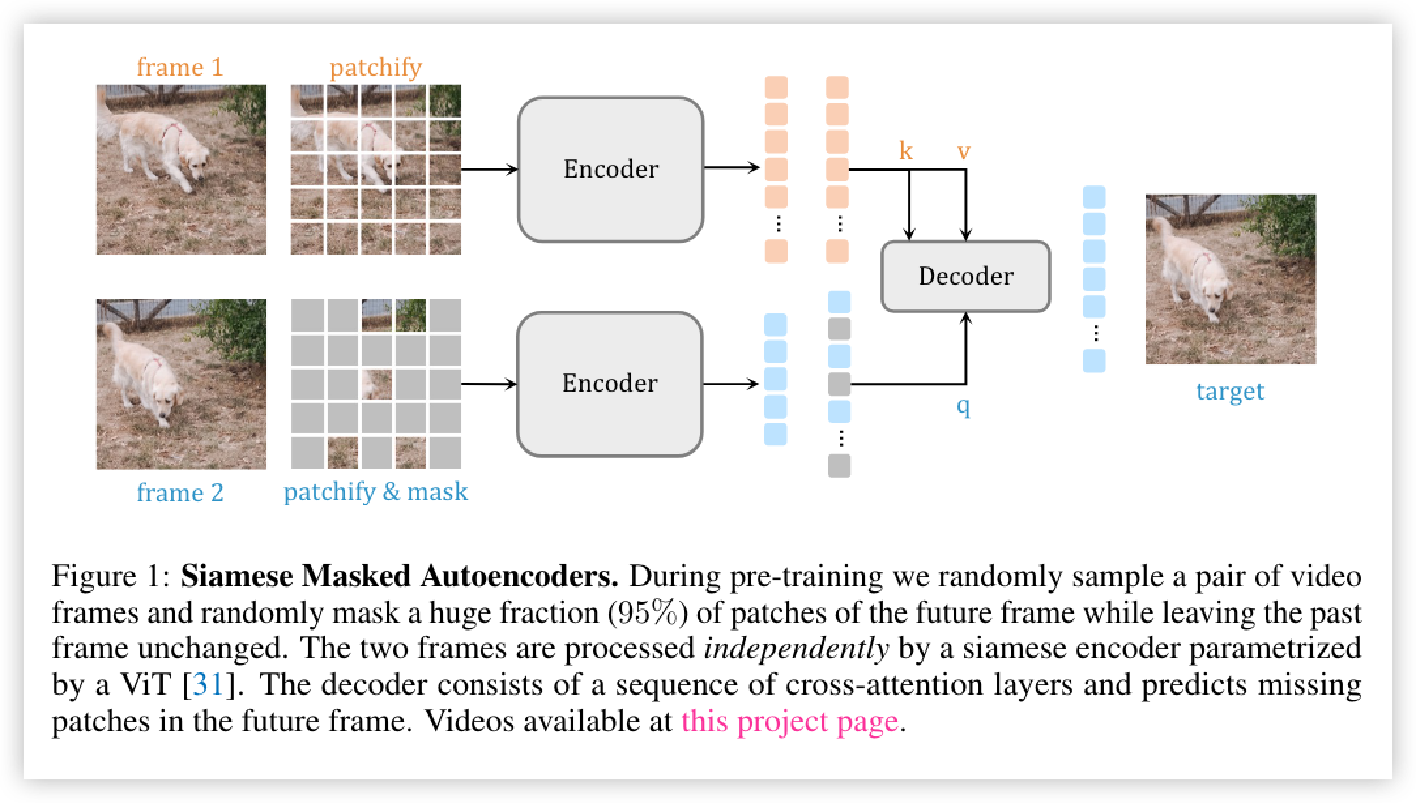 frame 1
patchify
Encoder
k
v
Decoder
Encoder
q
target
frame 2
patchify & mask
Figure 1: Siamese Masked Autoencoders. During pre-training we randomly sample a pair of video
frames and randomly mask a huge fraction (95%) of patches of the future frame while leaving the past
frame unchanged. The two frames are processed independently by a siamese encoder parametrized
by a ViT [31]. The decoder consists of a sequence of cross-attention layers and predicts missing
patches in the future frame. Videos available at this project page.